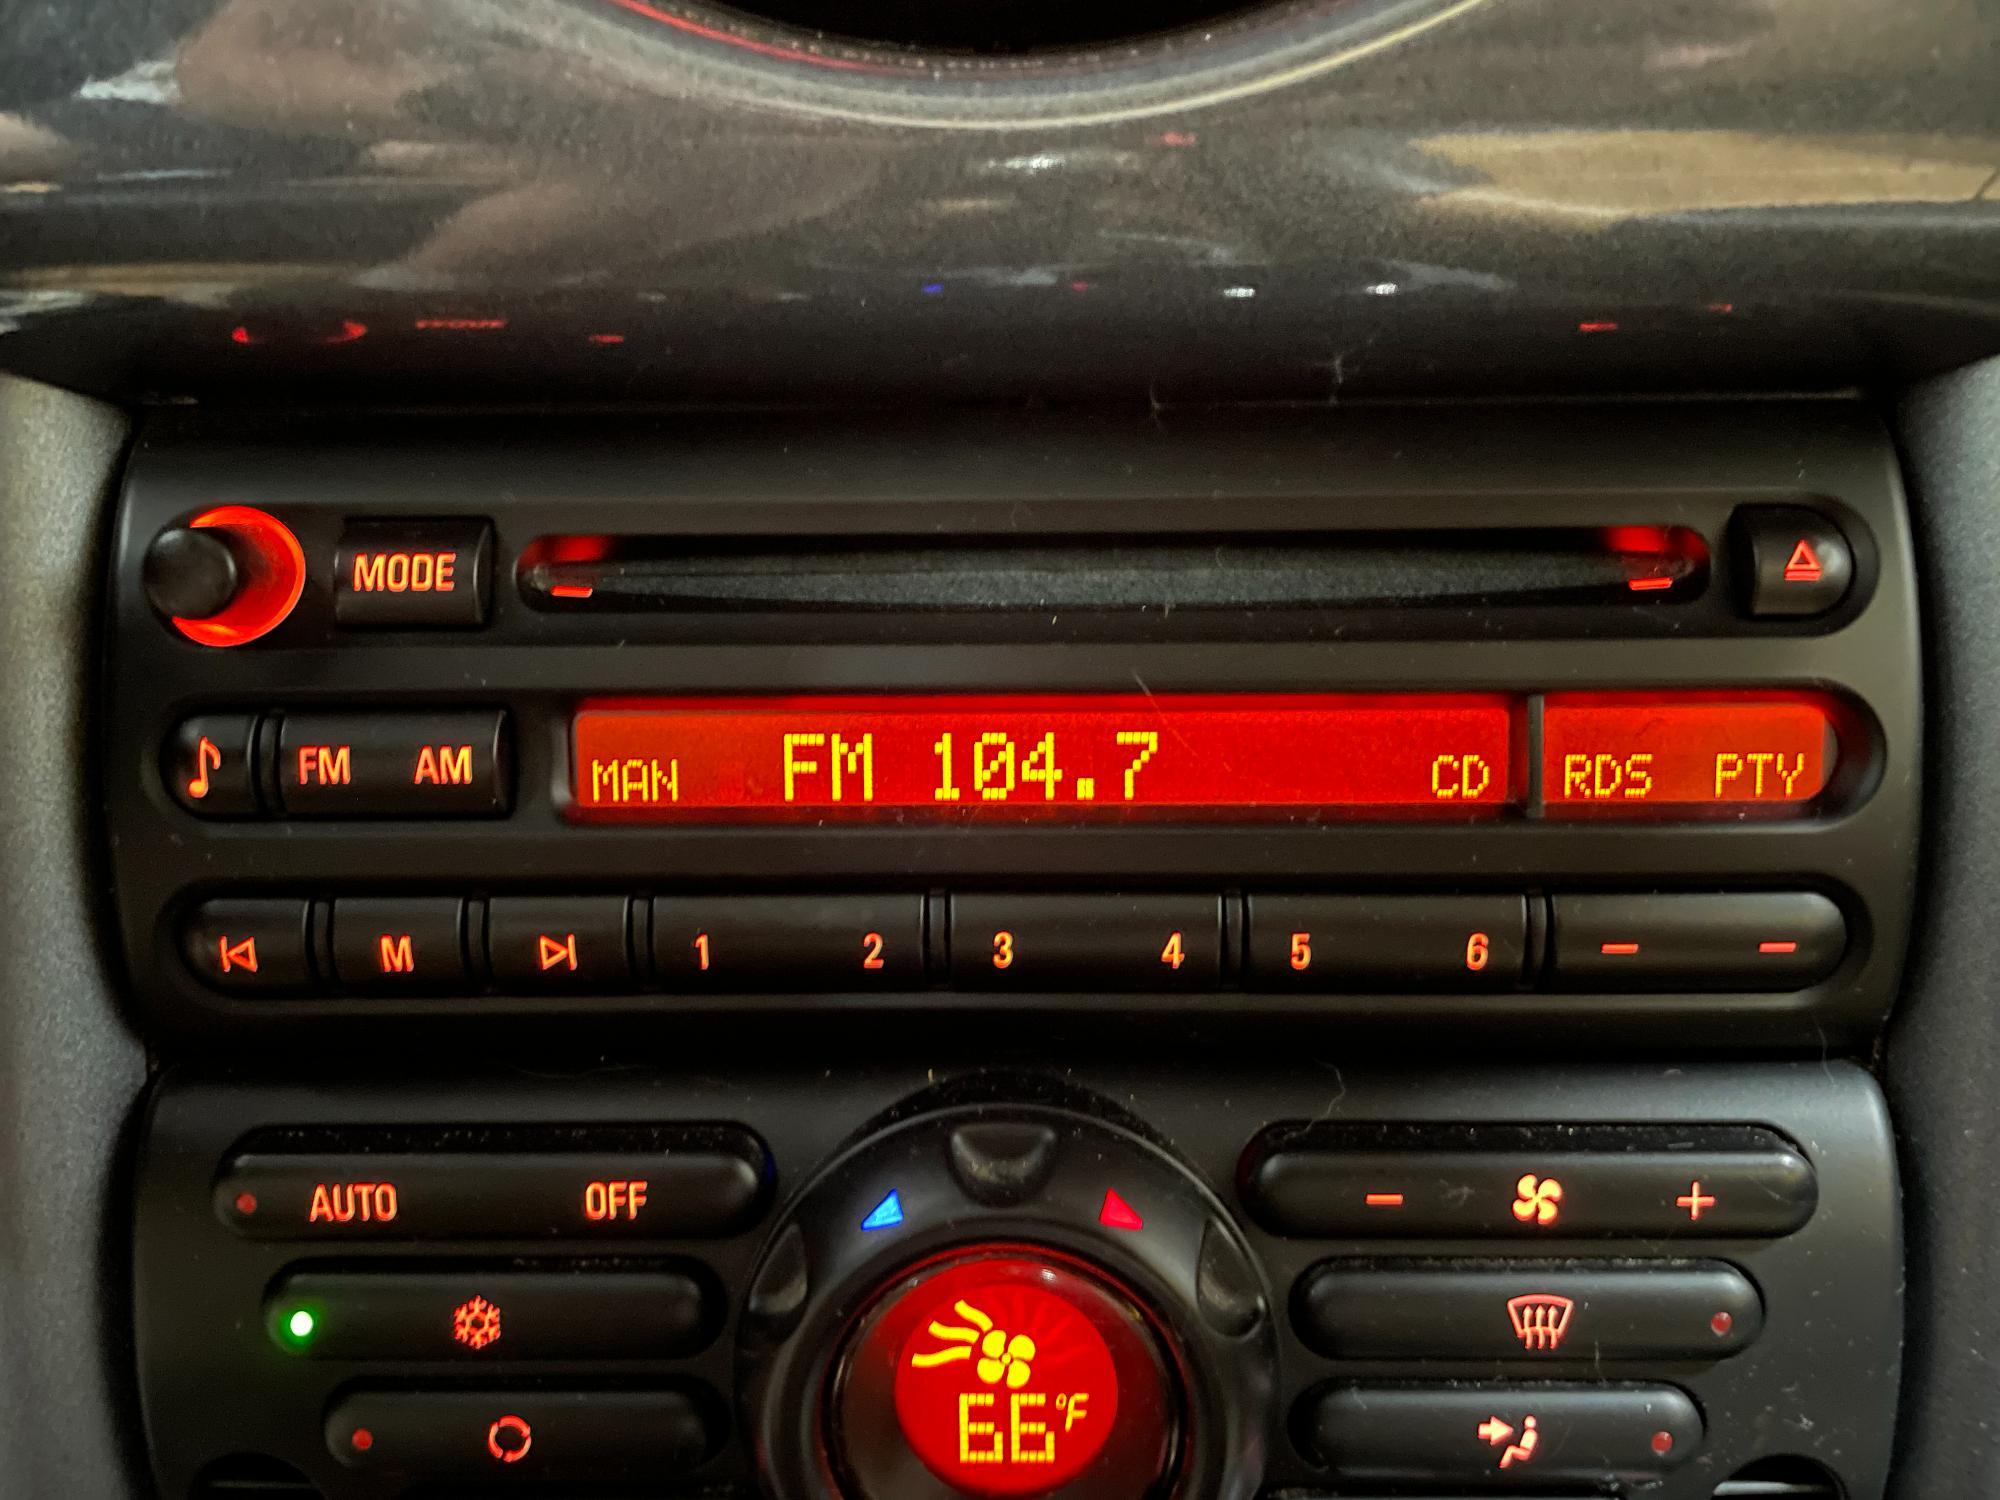 MODE
FM AM
MAN FM 104.7 CD RDS PTY
M 1 2 3 4 5 6
AUTO OFF
66°F